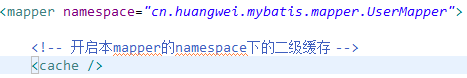 <mapper namespace="cn.huangwei.mybatis.mapper.UserMapper">
<!-- 开启本mapper的namespace下的二级缓存 -->
<cache />